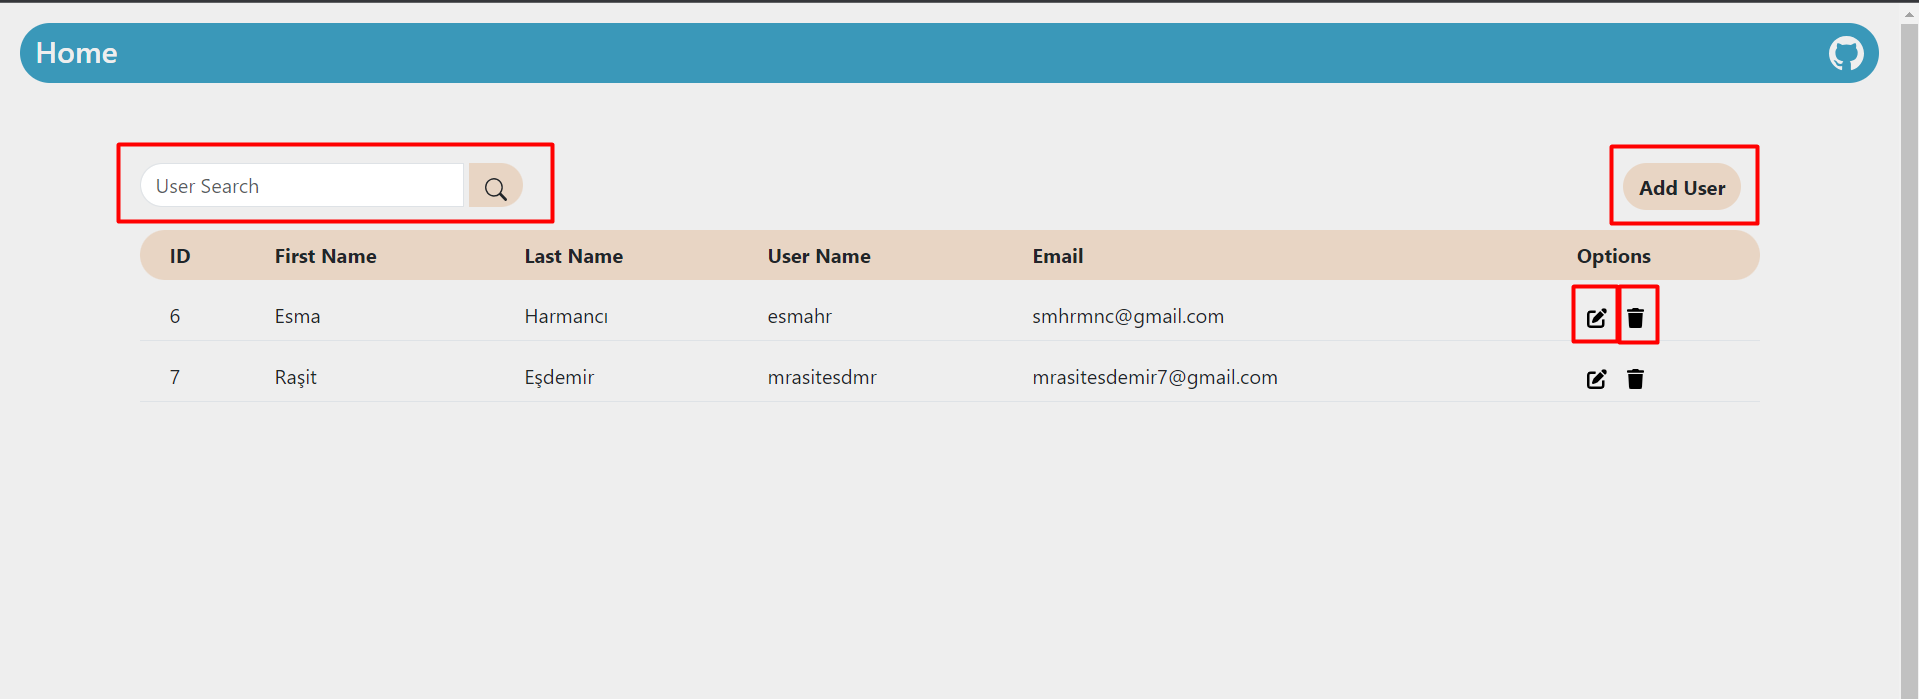 Home
User Search
Add User
ID First Name Last Name User Name Email Options
6 Esma Harmancı esmahr smhrmnc@gmail.com
7 Raşit Eşdemir mrasitesdmr mrasitesdemir7@gmail.com